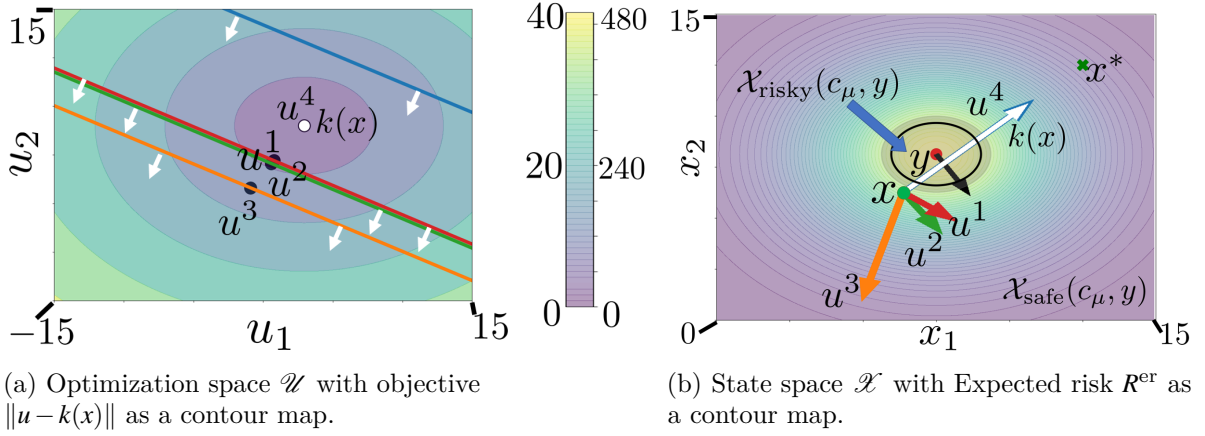 15
u₂
u⁴
k(x)
u¹
u²
u³
−15
u₁
15
40
20
0
480
240
0
15
x₂
𝒳risky(c_μ, y)
x*
u⁴
k(x)
y
x
u¹
u²
u³
𝒳safe(c_μ, y)
0
x₁
15
(a) Optimization space 𝒰 with objective
∥u − k(x)∥ as a contour map.
(b) State space 𝒳 with Expected risk Rᵉʳ as
a contour map.